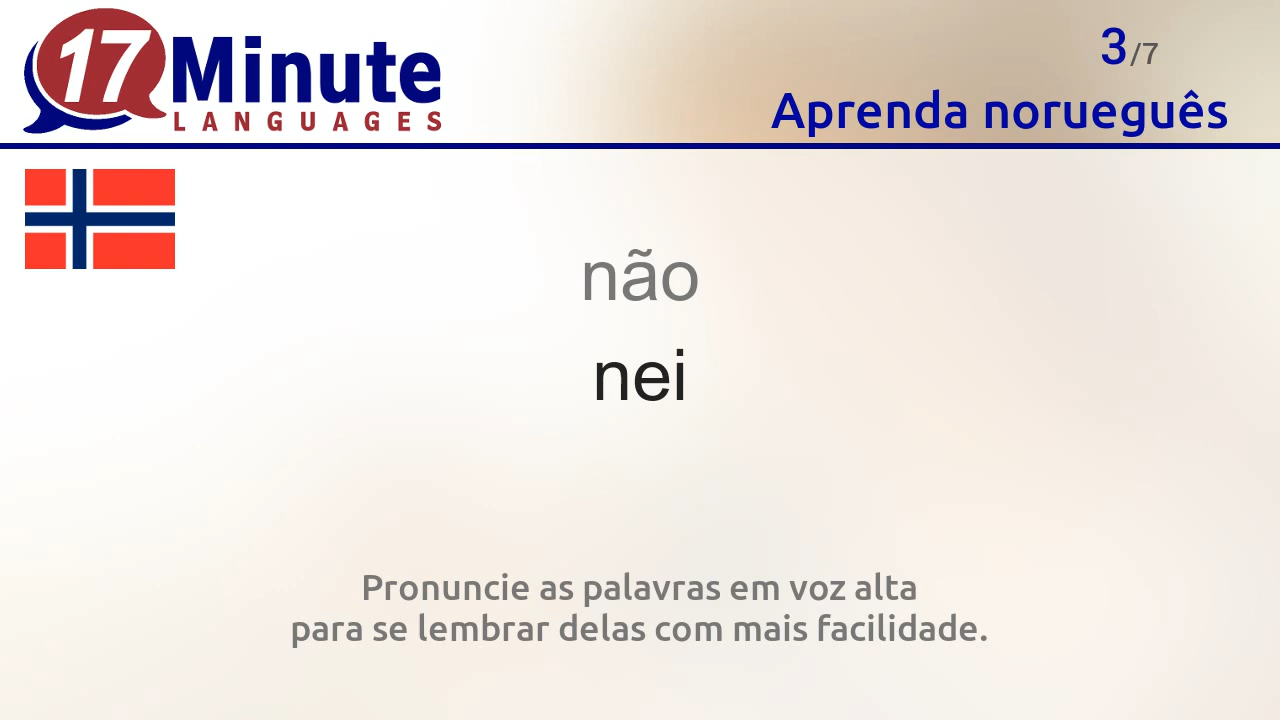 17 Minute
LANGUAGES
3/7
Aprenda norueguês
não
nei
Pronuncie as palavras em voz alta
para se lembrar delas com mais facilidade.